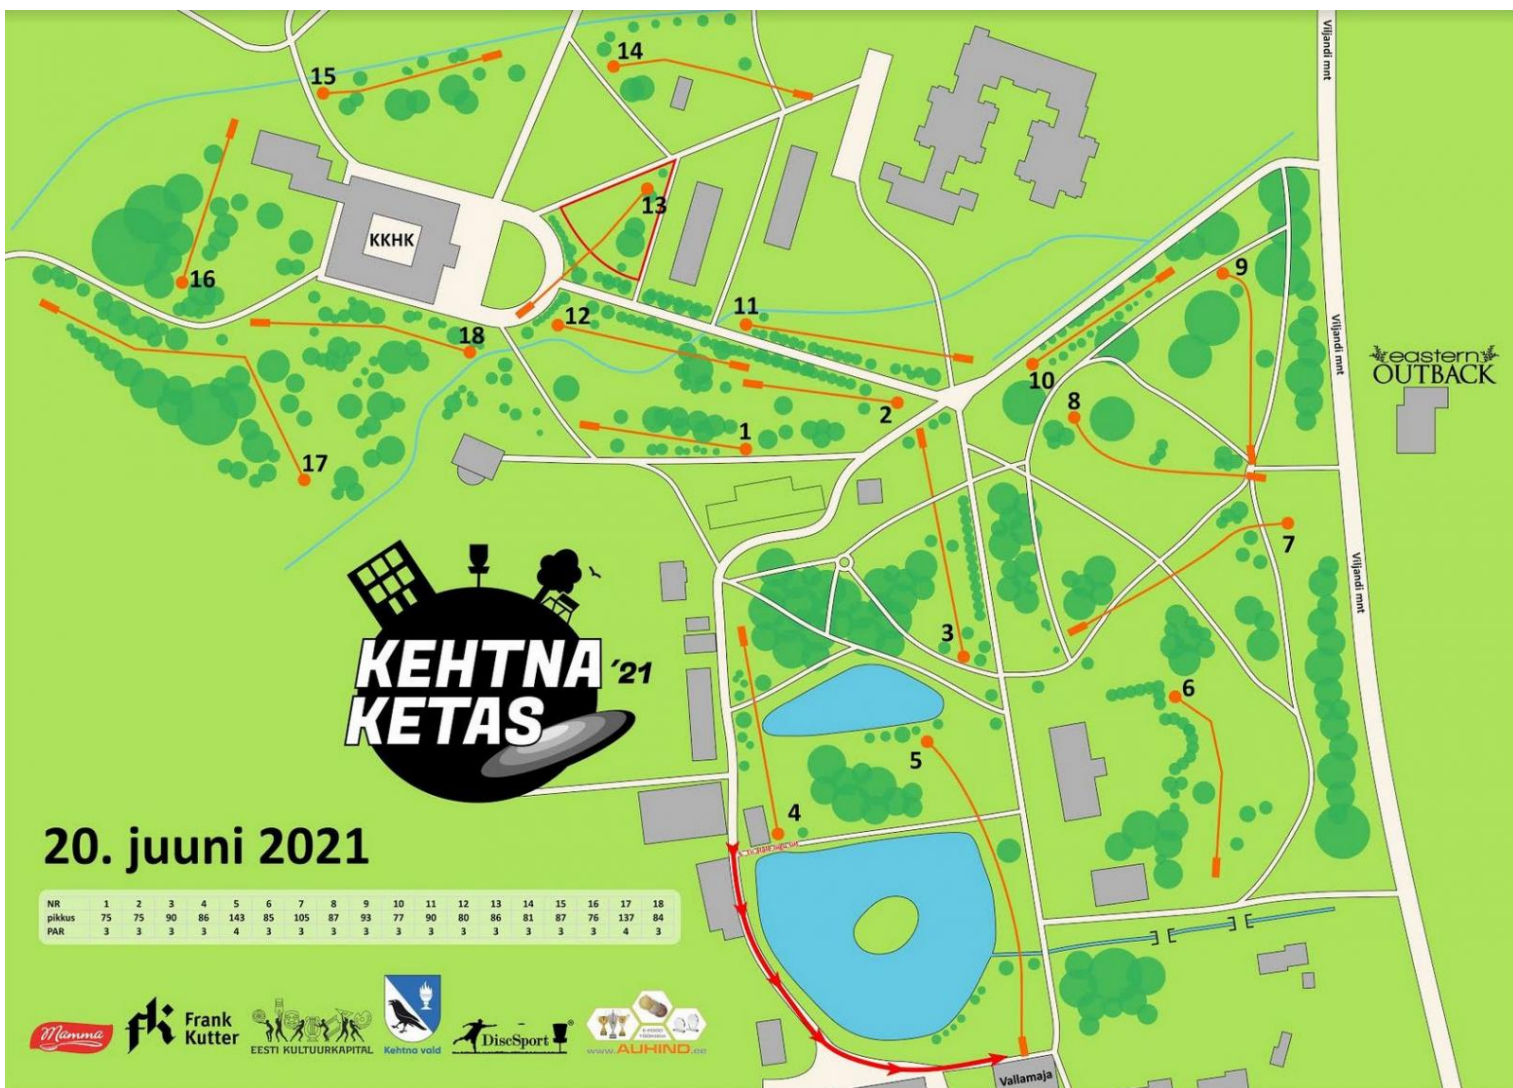 Viljandi mnt
14
15
KKHK
13
16
12
11
18
9
10
8
2
1
17
Viljandi mnt
eastern
OUTBACK
7
Viljandi mnt
3
6
5
4
KEHTNA '21
KETAS
20. juuni 2021
NR 1 2 3 4 5 6 7 8 9 10 11 12 13 14 15 16 17 18
pikkus 75 75 90 86 143 85 105 87 93 77 90 80 86 81 87 76 137 84
PAR 3 3 3 3 4 3 3 3 3 3 3 3 3 3 3 3 4 3
Mamma
fk Frank
Kutter
EESTI KULTUURKAPITAL
Kehtna vald
DiscSport
www.AUHIND.ee
Vallamaja